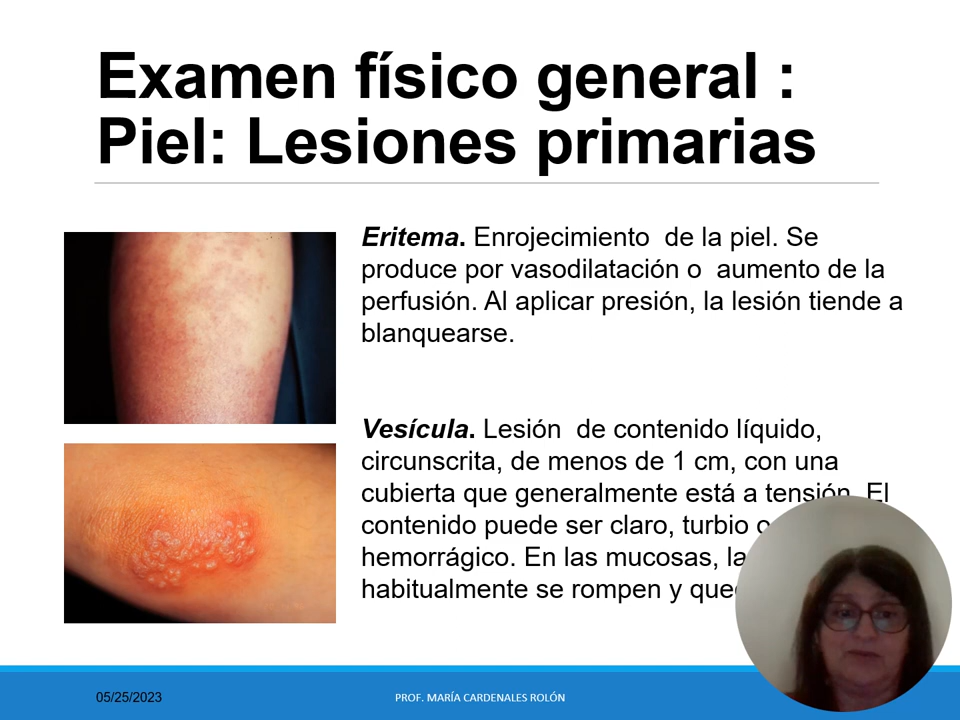 Examen físico general :
Piel: Lesiones primarias
Eritema. Enrojecimiento de la piel. Se
produce por vasodilatación o aumento de la
perfusión. Al aplicar presión, la lesión tiende a
blanquearse.
Vesícula. Lesión de contenido líquido,
circunscrita, de menos de 1 cm, con una
cubierta que generalmente está a tensión. El
contenido puede ser claro, turbio o
hemorrágico. En las mucosas, la
habitualmente se rompen y
05/25/2023
PROF. MARÍA CARDENALES ROLÓN